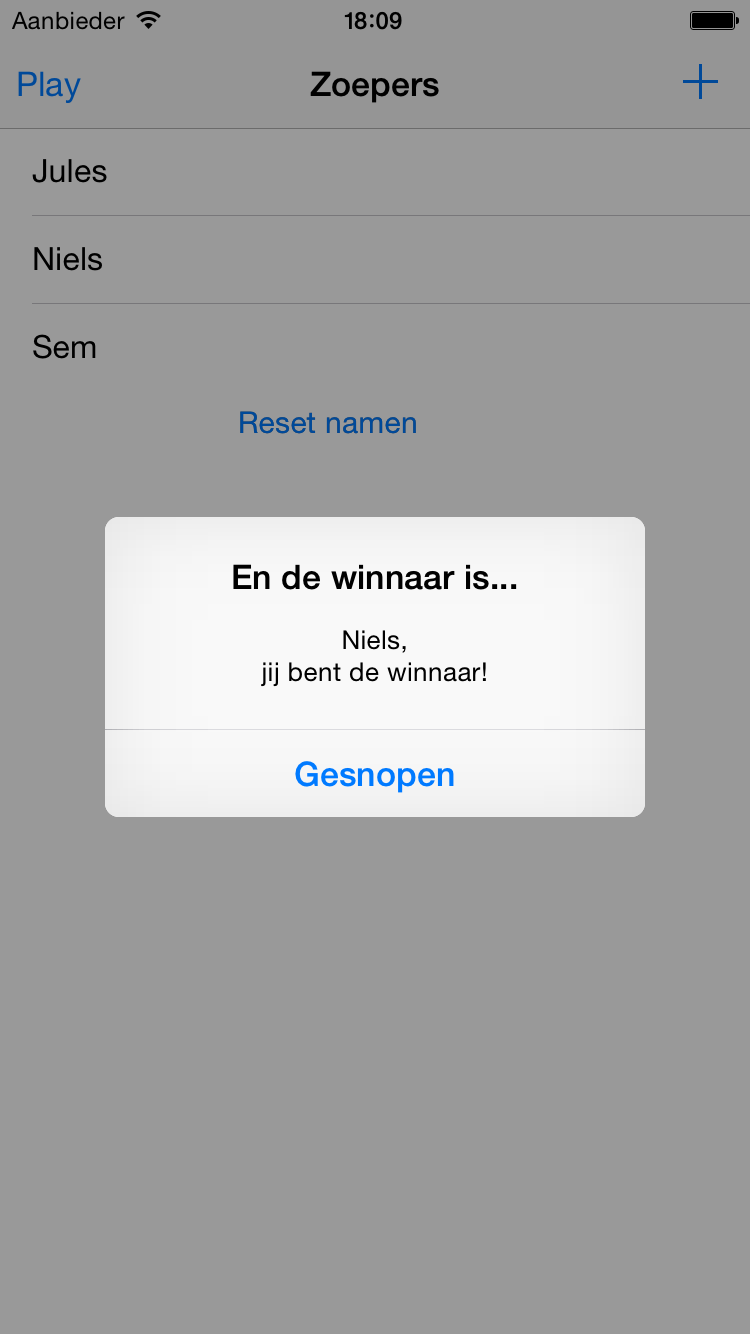 Aanbieder 18:09
Play Zoepers
Jules
Niels
Sem
Reset namen
En de winnaar is...
Niels,
jij bent de winnaar!
Gesnopen